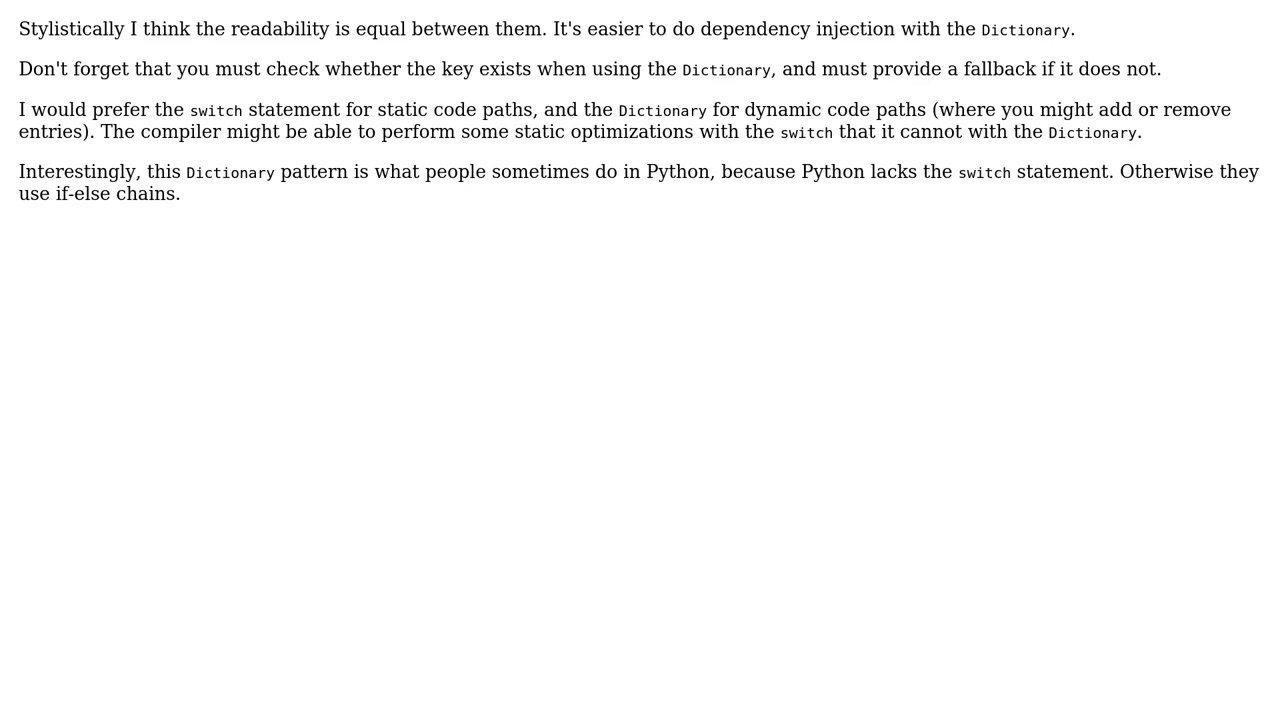 Stylistically I think the readability is equal between them. It's easier to do dependency injection with the Dictionary.
Don't forget that you must check whether the key exists when using the Dictionary, and must provide a fallback if it does not.
I would prefer the switch statement for static code paths, and the Dictionary for dynamic code paths (where you might add or remove
entries). The compiler might be able to perform some static optimizations with the switch that it cannot with the Dictionary.
Interestingly, this Dictionary pattern is what people sometimes do in Python, because Python lacks the switch statement. Otherwise they
use if-else chains.